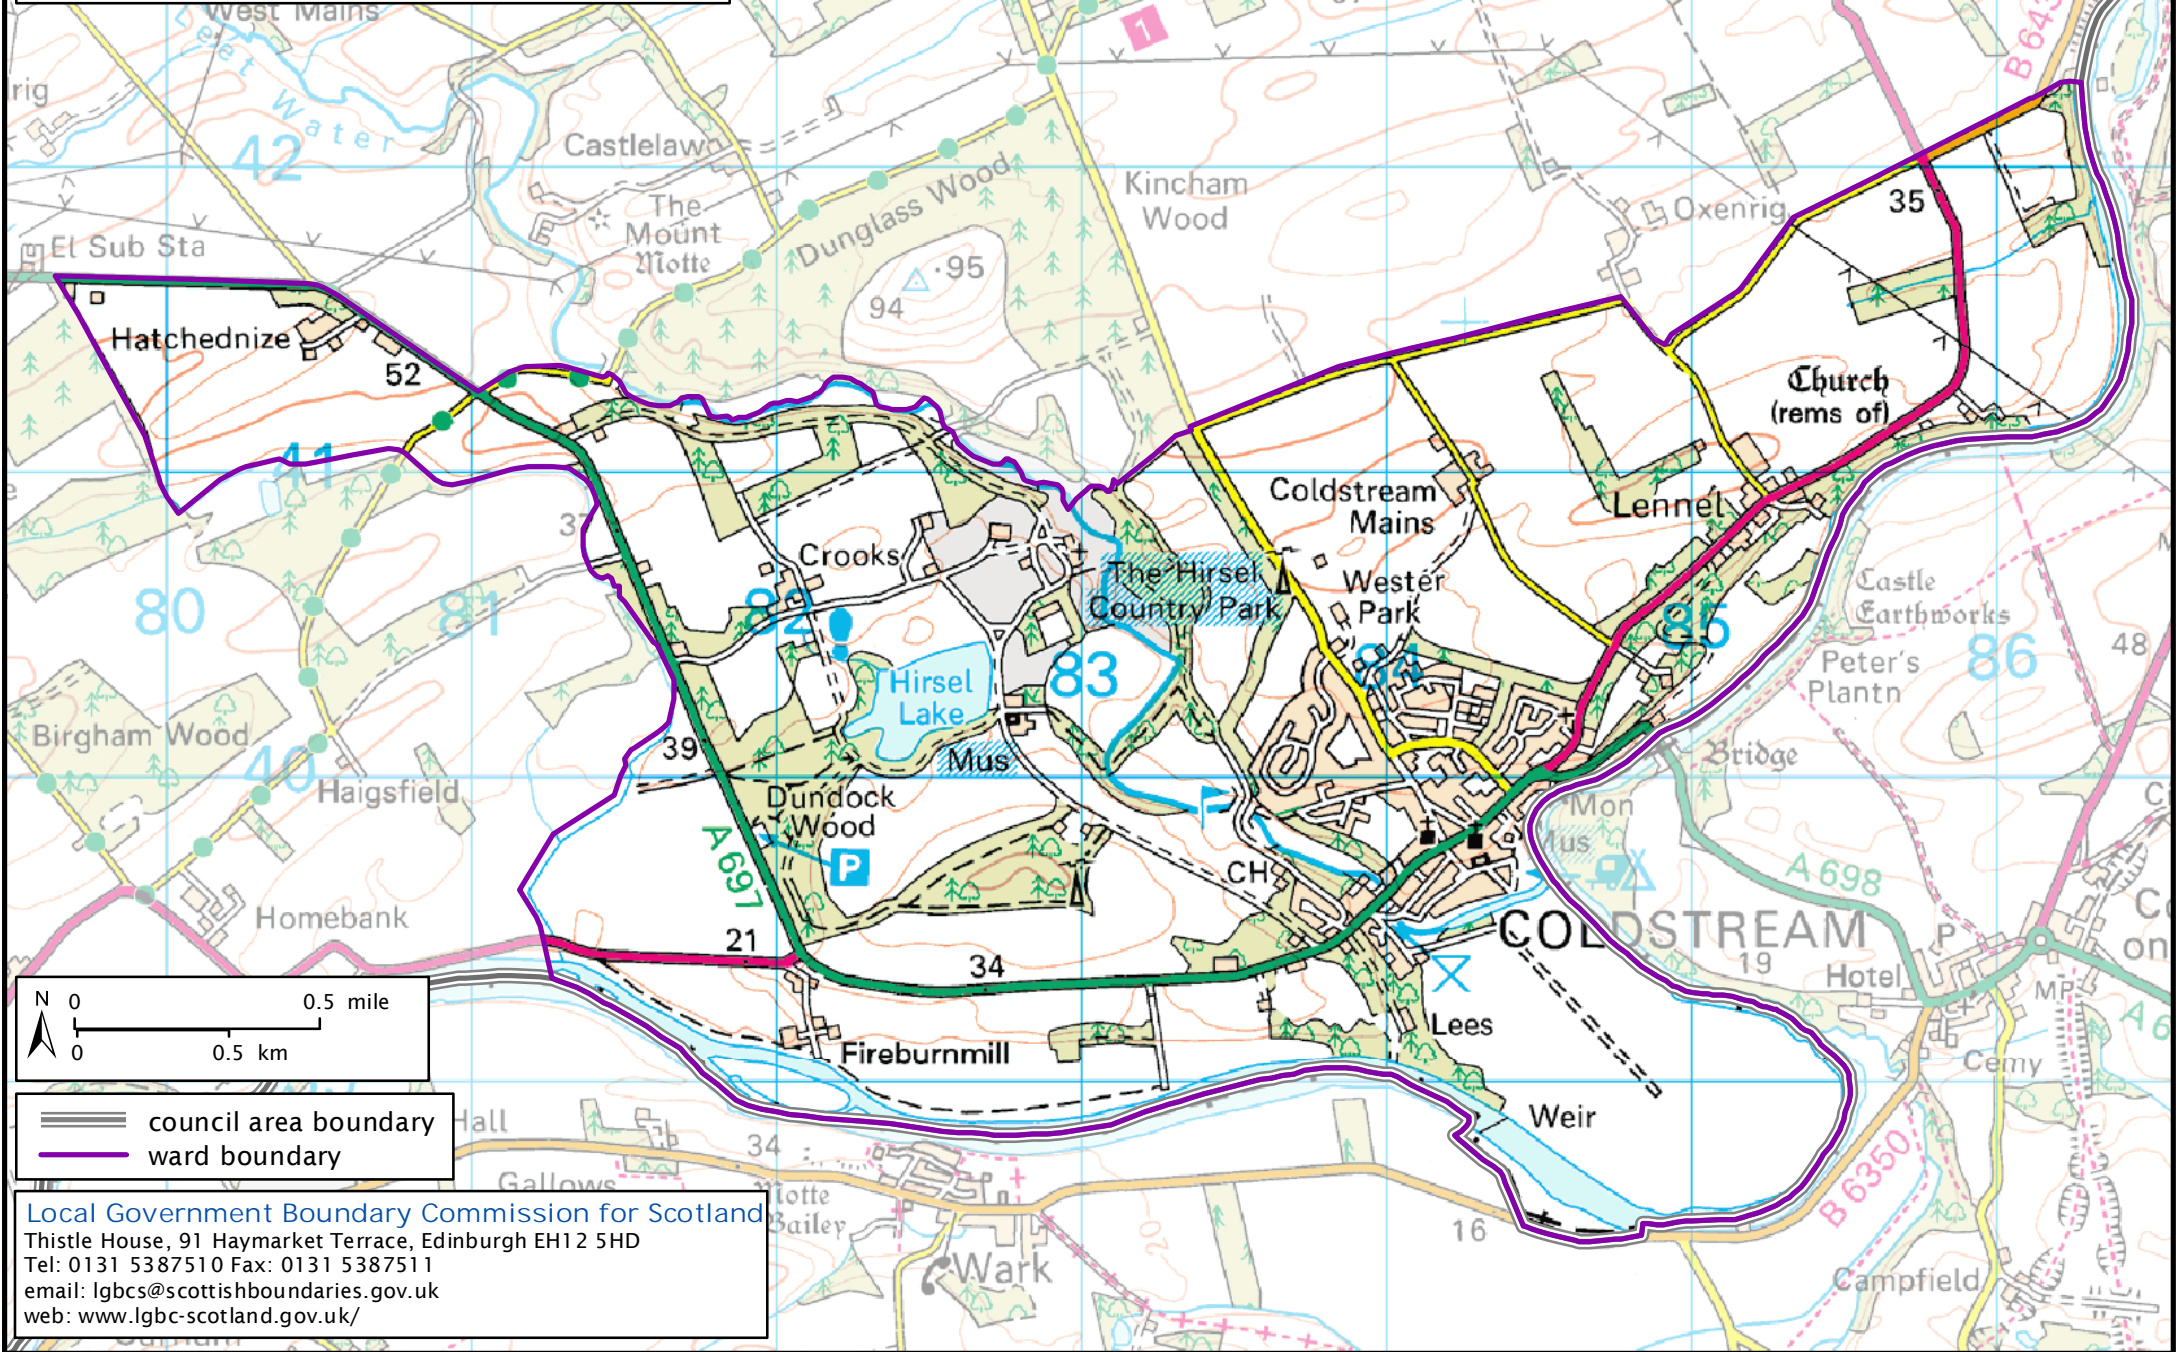 West Mains
1
B 643
rig
Leet
Water
42
Castlelaw
Kincham
Wood
Dunglass Wood
The
Mount
Motte
Oxenrig
35
El Sub Sta
95
94
Hatchednize
52
Church
(rems of)
41
Coldstream
Mains
Lennel
37
Crooks
The Hirsel
Country Park
Wester
Park
Castle
Earthworks
80
81
82
83
84
85
86
48
Peter's
Plantn
Hirsel
Lake
Birgham Wood
39
Mus
Bridge
40
Haigsfield
Dundock
Wood
Mon
Mus
A 697
P
CH
A 698
Homebank
COLDSTREAM
P
21
34
19
Hotel
MP
on
A 6
N
0
0.5 mile
0
0.5 km
Lees
Fireburnmill
Cemy
council area boundary
ward boundary
Hall
Weir
34
Gallows
Motte
Bailey
B 6350
16
Wark
Campfield
Local Government Boundary Commission for Scotland
Thistle House, 91 Haymarket Terrace, Edinburgh EH12 5HD
Tel: 0131 5387510 Fax: 0131 5387511
email: lgbcs@scottishboundaries.gov.uk
web: www.lgbc-scotland.gov.uk/